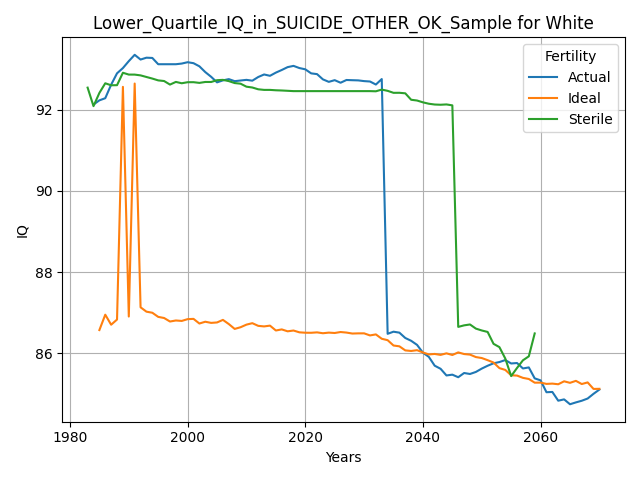 Lower_Quartile_IQ_in_SUICIDE_OTHER_OK_Sample for White
Fertility
Actual
Ideal
Sterile
IQ
92
90
88
86
1980
2000
2020
2040
2060
Years